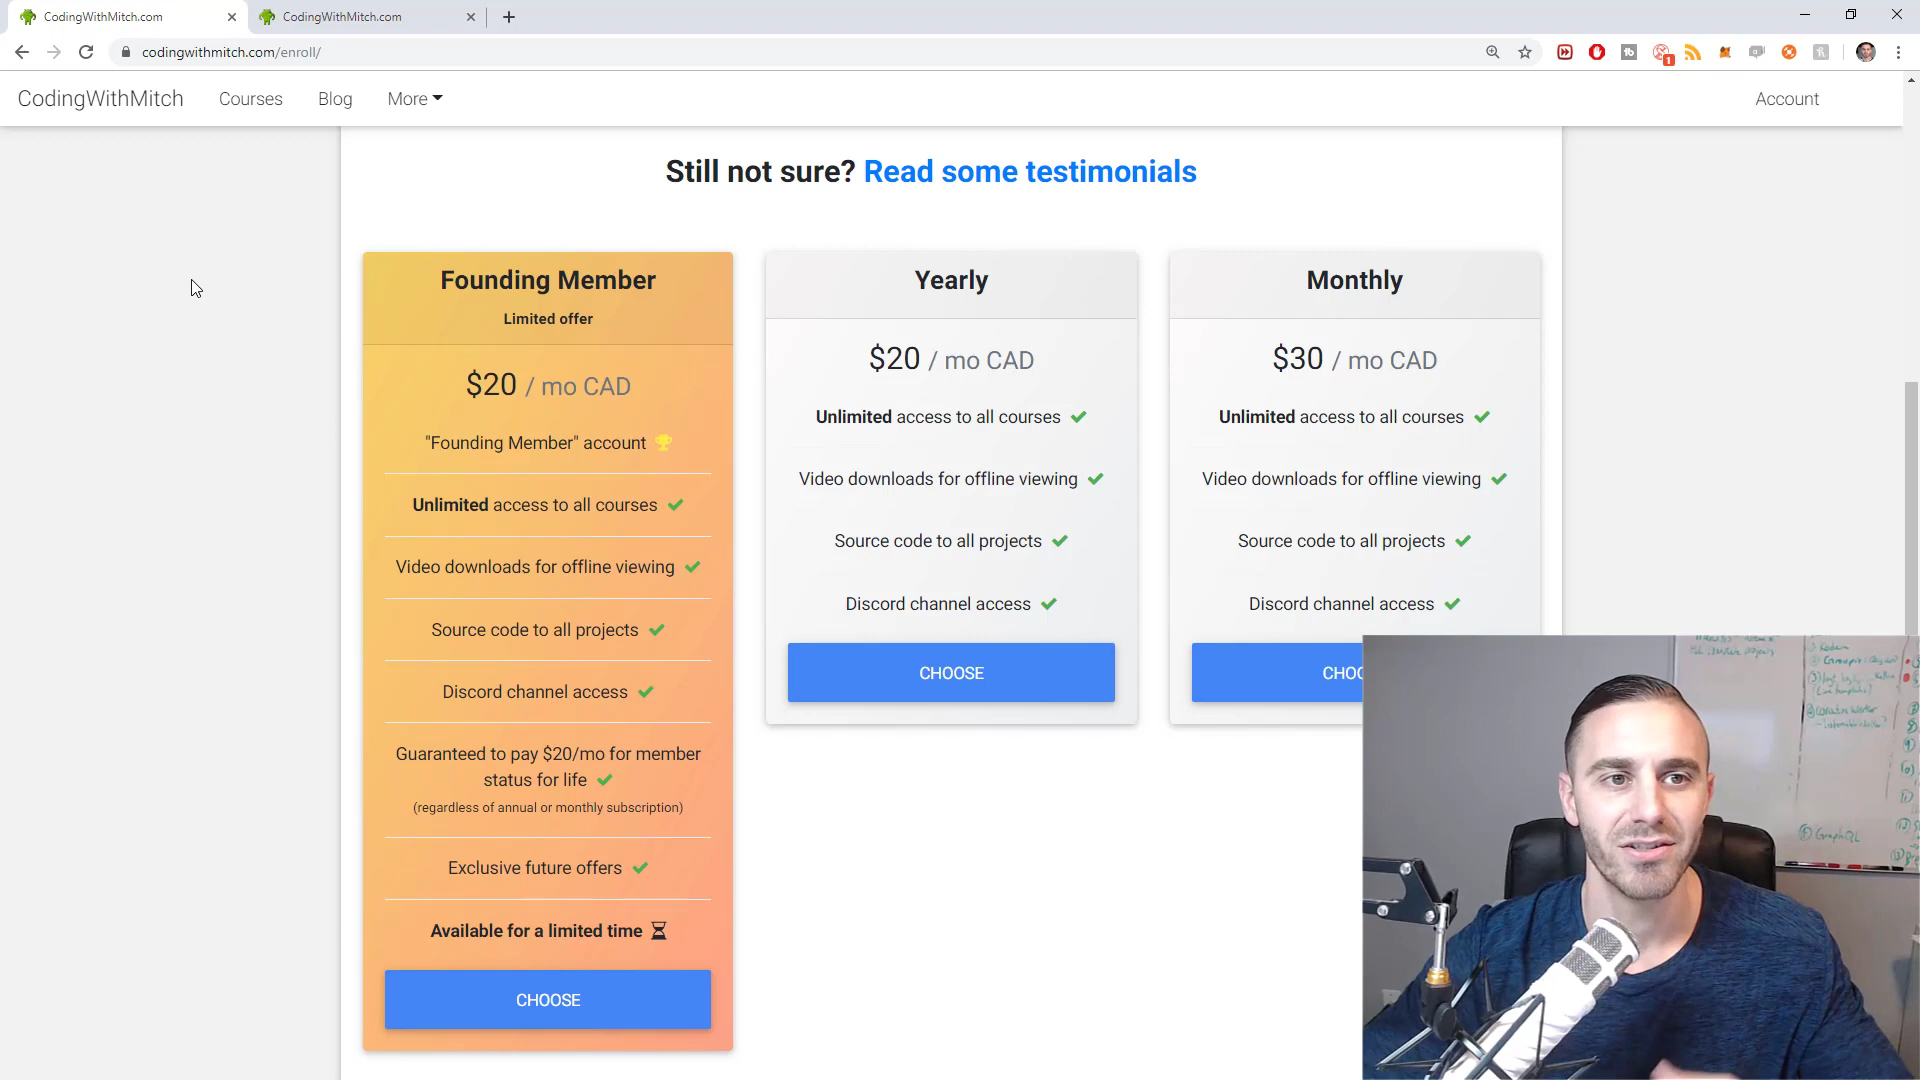 CodingWithMitch.com
CodingWithMitch.com
codingwithmitch.com/enroll/
1
CodingWithMitch
Courses
Blog
More
Account
Still not sure? Read some testimonials
Founding Member
Limited offer
$20 / mo CAD
"Founding Member" account
Unlimited access to all courses
Video downloads for offline viewing
Source code to all projects
Discord channel access
Guaranteed to pay $20/mo for member
status for life
(regardless of annual or monthly subscription)
Exclusive future offers
Available for a limited time
CHOOSE
Yearly
$20 / mo CAD
Unlimited access to all courses
Video downloads for offline viewing
Source code to all projects
Discord channel access
CHOOSE
Monthly
$30 / mo CAD
Unlimited access to all courses
Video downloads for offline viewing
Source code to all projects
Discord channel access
CHOO
GraphQL